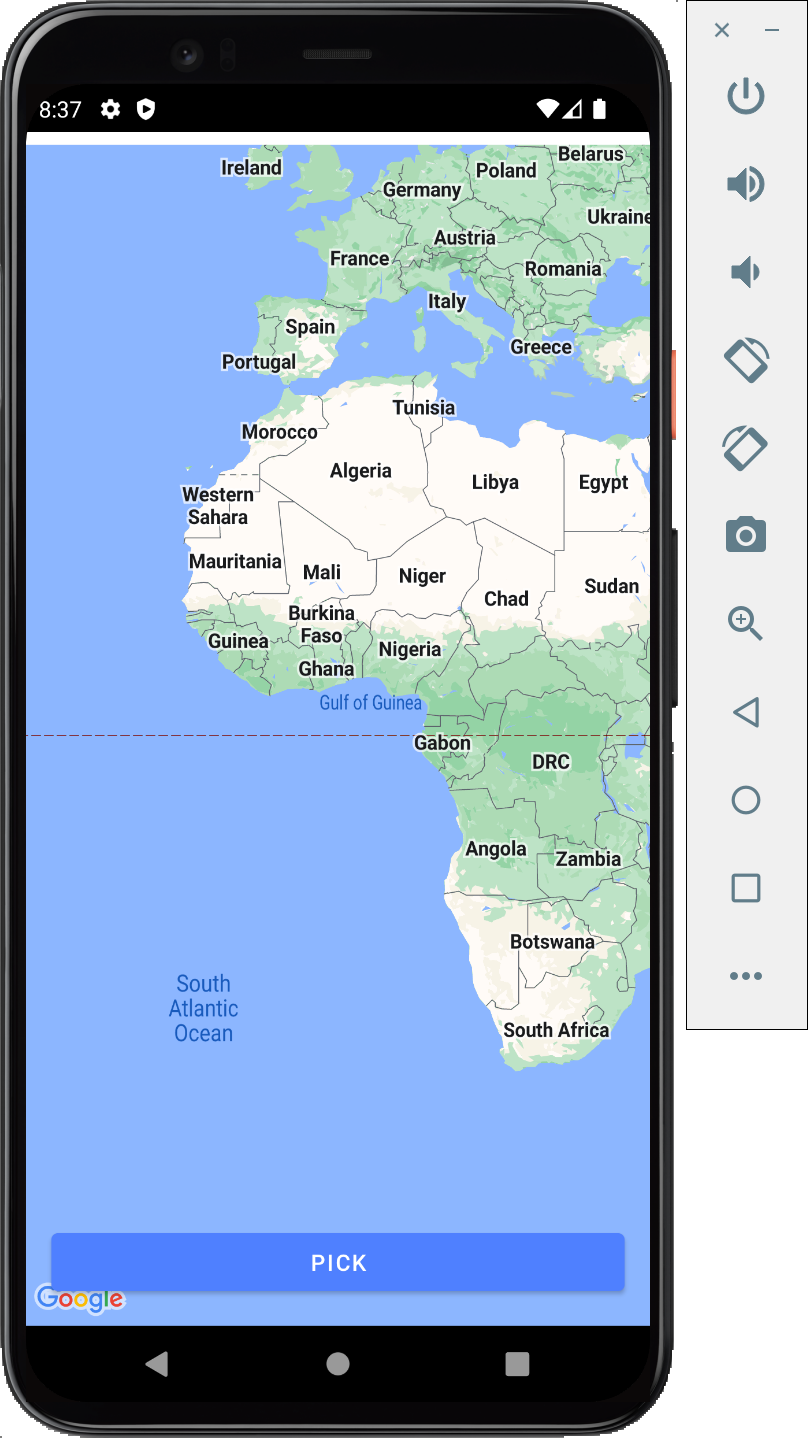 8:37
Belarus
Ireland
Poland
Germany
Ukraine
Austria
France
Romania
Italy
Spain
Greece
Portugal
Tunisia
Morocco
Algeria
Libya
Egypt
Western
Sahara
Mauritania
Mali
Niger
Sudan
Chad
Burkina
Faso
Guinea
Nigeria
Ghana
Gulf of Guinea
Gabon
DRC
Angola
Zambia
Botswana
South
Atlantic
Ocean
South Africa
PICK
Google